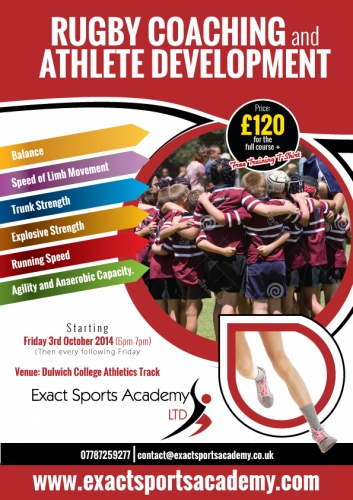 RUGBY COACHING and
ATHLETE DEVELOPMENT
Price:
£120
for the
full course +
Free Training T-Shirt
Balance
Speed of Limb Movement
Trunk Strength
Explosive Strength
Running Speed
Agility and Anaerobic Capacity.
Starting
Friday 3rd October 2014 (6pm-7pm)
(Then every following Friday
Venue: Dulwich College Athletics Track
Exact Sports Academy
LTD
07787259277 | contact@exactsportsacademy.co.uk
www.exactsportsacademy.com